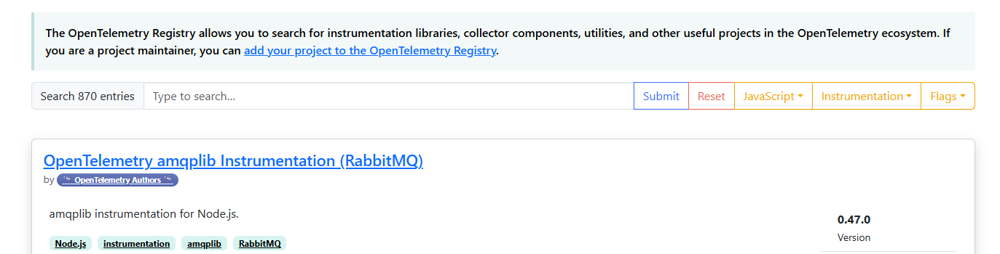 The OpenTelemetry Registry allows you to search for instrumentation libraries, collector components, utilities, and other useful projects in the OpenTelemetry ecosystem. If
you are a project maintainer, you can add your project to the OpenTelemetry Registry.
Search 870 entries Type to search... Submit Reset JavaScript Instrumentation Flags
OpenTelemetry amqplib Instrumentation (RabbitMQ)
by OpenTelemetry Authors
amqplib instrumentation for Node.js.
0.47.0
Version
Node.js instrumentation amqplib RabbitMQ